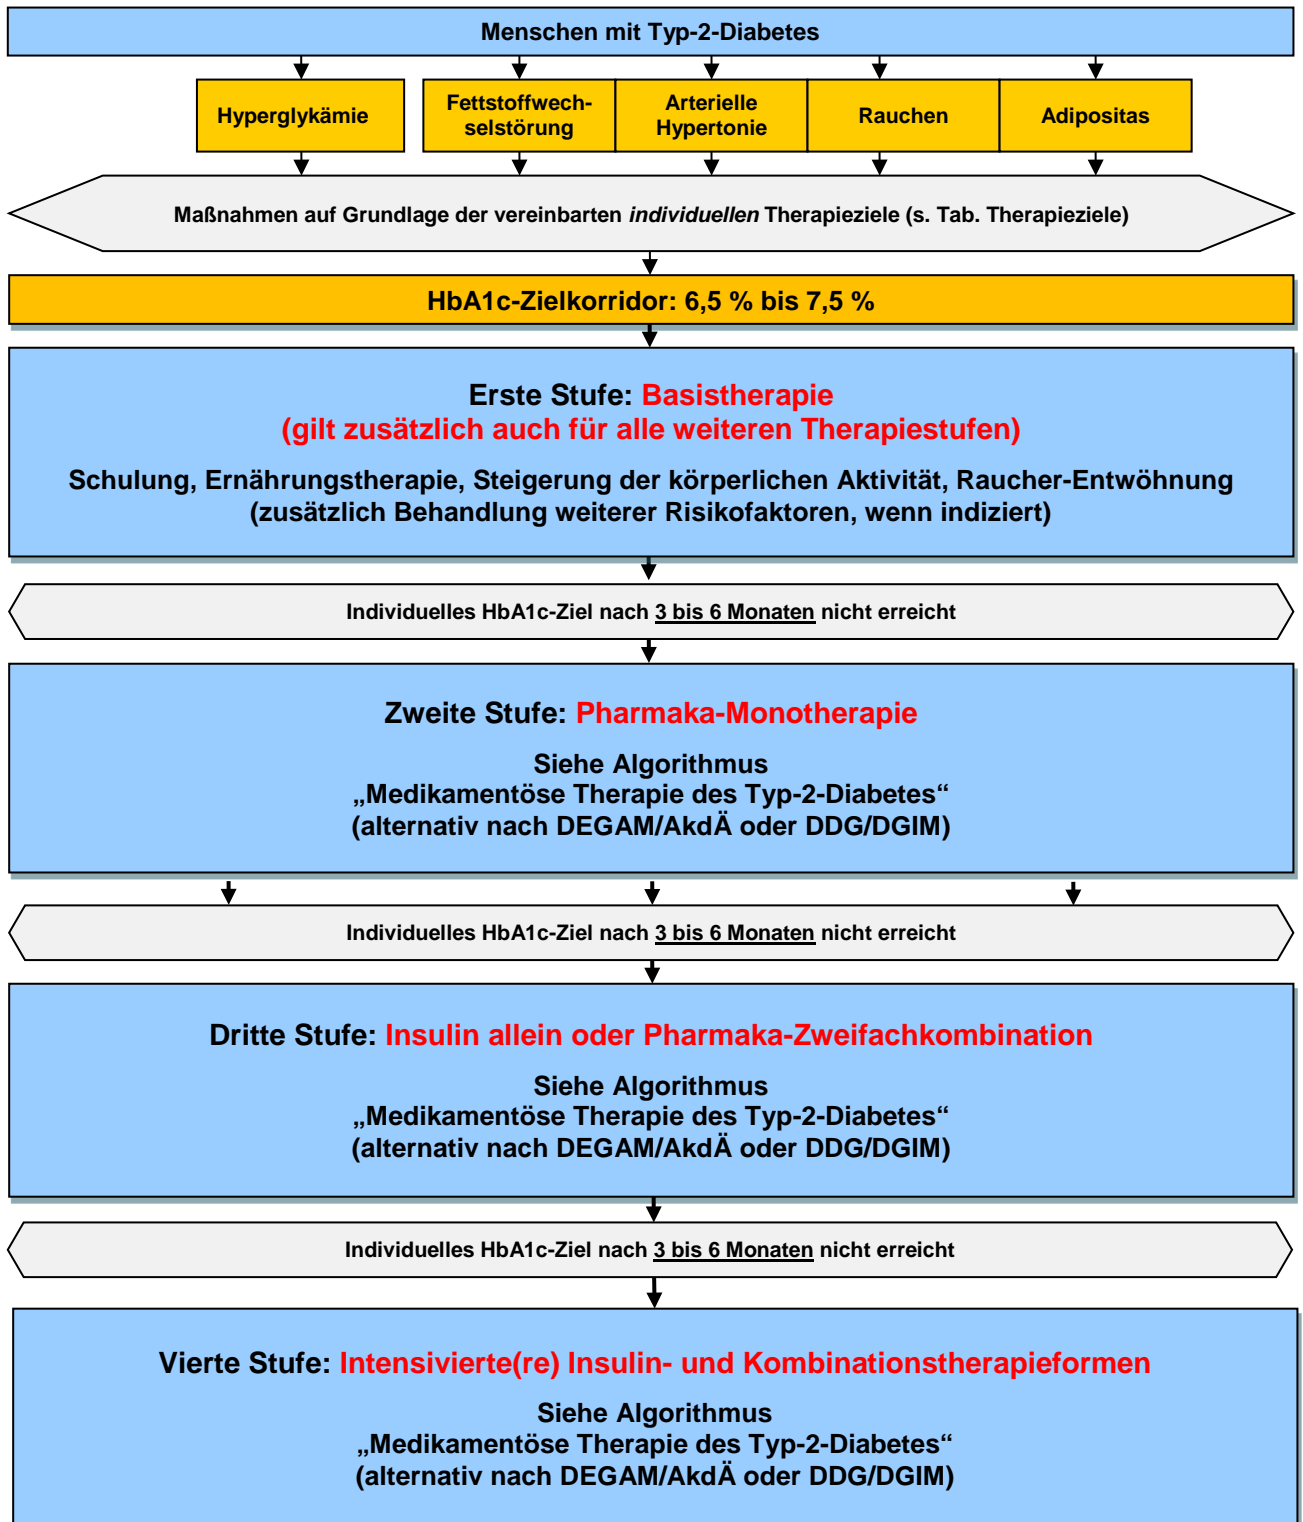 Menschen mit Typ-2-Diabetes
Hyperglykämie
Fettstoffwech-
selstörung
Arterielle
Hypertonie
Rauchen
Adipositas
Maßnahmen auf Grundlage der vereinbarten individuellen Therapieziele (s. Tab. Therapieziele)
HbA1c-Zielkorridor: 6,5 % bis 7,5 %
Erste Stufe: Basistherapie
(gilt zusätzlich auch für alle weiteren Therapiestufen)
Schulung, Ernährungstherapie, Steigerung der körperlichen Aktivität, Raucher-Entwöhnung
(zusätzlich Behandlung weiterer Risikofaktoren, wenn indiziert)
Individuelles HbA1c-Ziel nach 3 bis 6 Monaten nicht erreicht
Zweite Stufe: Pharmaka-Monotherapie
Siehe Algorithmus
„Medikamentöse Therapie des Typ-2-Diabetes“
(alternativ nach DEGAM/AkdÄ oder DDG/DGIM)
Individuelles HbA1c-Ziel nach 3 bis 6 Monaten nicht erreicht
Dritte Stufe: Insulin allein oder Pharmaka-Zweifachkombination
Siehe Algorithmus
„Medikamentöse Therapie des Typ-2-Diabetes“
(alternativ nach DEGAM/AkdÄ oder DDG/DGIM)
Individuelles HbA1c-Ziel nach 3 bis 6 Monaten nicht erreicht
Vierte Stufe: Intensivierte(re) Insulin- und Kombinationstherapieformen
Siehe Algorithmus
„Medikamentöse Therapie des Typ-2-Diabetes“
(alternativ nach DEGAM/AkdÄ oder DDG/DGIM)